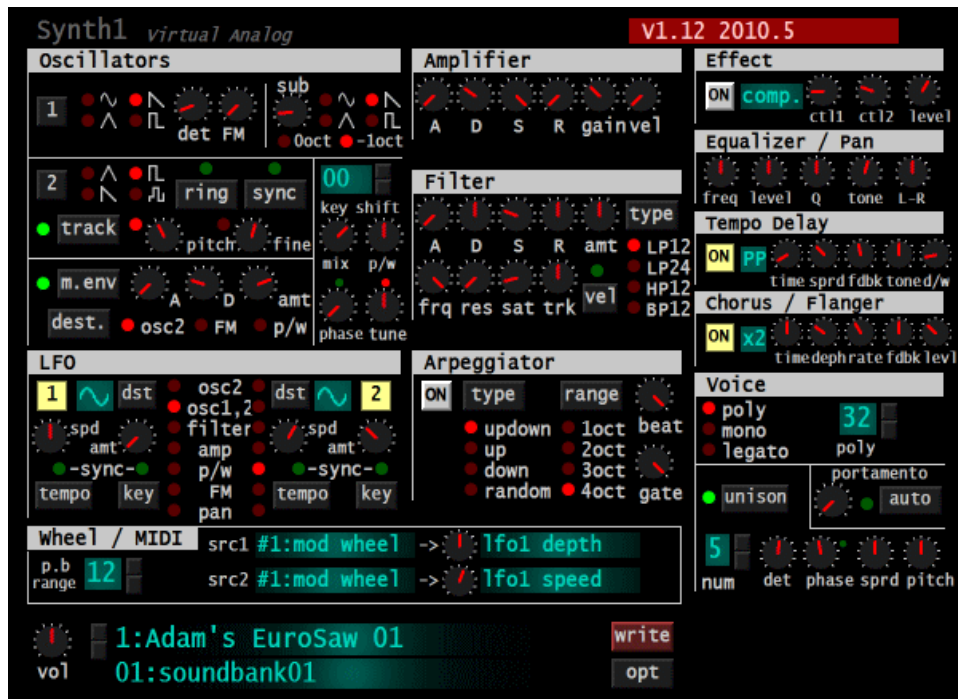 Synth1 Virtual Analog
V1.12 2010.5
Oscillators
1
det FM
sub
0oct -1oct
2
ring sync
00
key shift
track
pitch fine
mix p/w
m.env
A D amt
dest.
osc2 FM p/w
phase tune
Amplifier
A D S R gain vel
Filter
A D S R amt
type
LP12
LP24
HP12
BP12
frq res sat trk
vel
Effect
ON comp.
ctl1 ctl2 level
Equalizer / Pan
freq level Q tone L-R
Tempo Delay
ON PP
time sprd fdbk tone d/w
Chorus / Flanger
ON x2
time deph rate fdbk levl
LFO
1 dst
spd
amt
-sync-
tempo key
osc2
osc1,2
filter
amp
p/w
FM
pan
dst 2
spd
amt
-sync-
tempo key
Arpeggiator
ON type range
updown
up
down
random
1oct
2oct
3oct
4oct
beat
gate
Voice
poly
mono
legato
32
poly
portamento
unison
auto
5
num det phase sprd pitch
Wheel / MIDI
p.b
range 12
src1 #1:mod wheel -> lfo1 depth
src2 #1:mod wheel -> lfo1 speed
vol
1:Adam's EuroSaw 01
01:soundbank01
write
opt